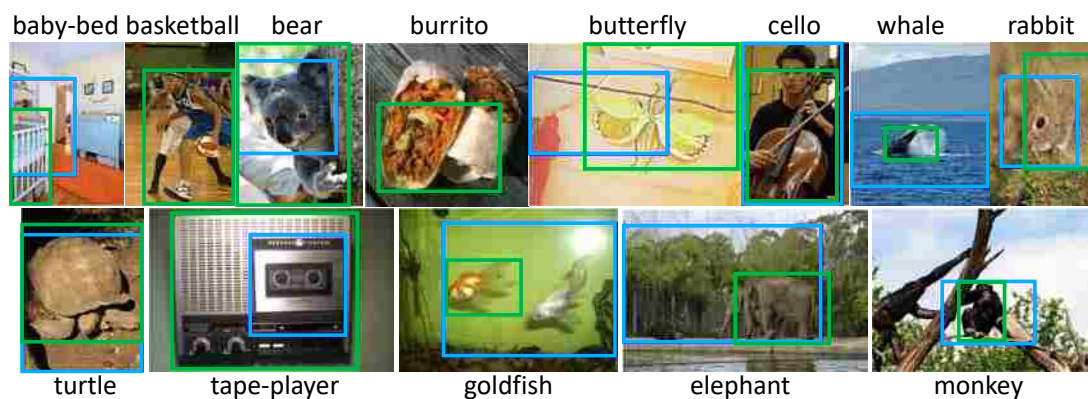 baby-bed basketball bear burrito butterfly cello whale rabbit
turtle tape-player goldfish elephant monkey